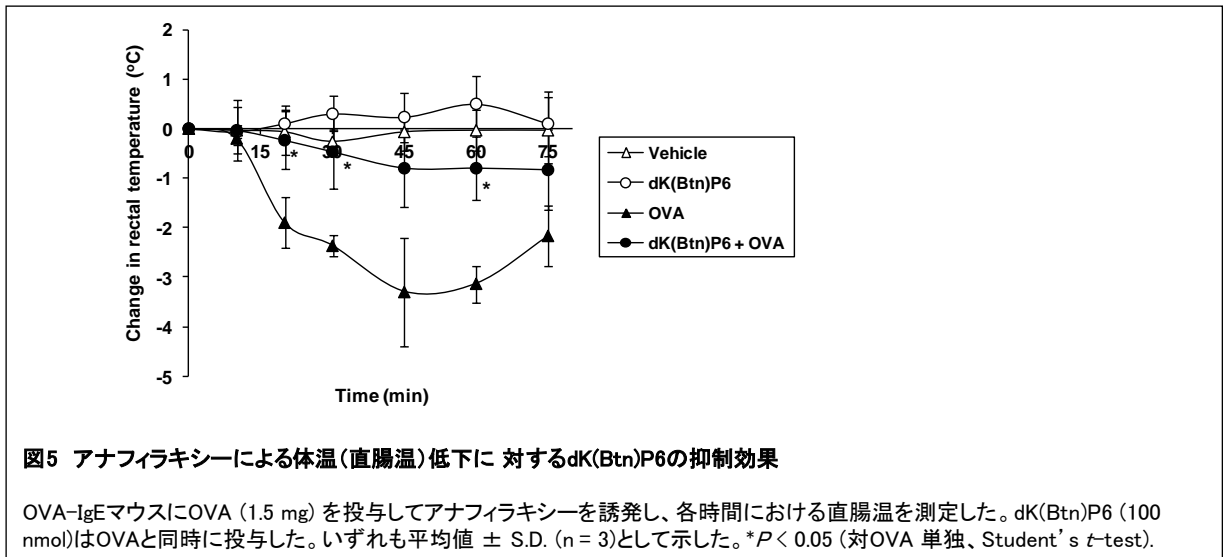 2
1
0
-1
-2
-3
-4
-5
Change in rectal temperature (°C)
0 15 30 45 60 75
*
*
*
Time (min)
Vehicle
dK(Btn)P6
OVA
dK(Btn)P6 + OVA
図5 アナフィラキシーによる体温(直腸温)低下に 対するdK(Btn)P6の抑制効果
OVA-IgEマウスにOVA (1.5 mg) を投与してアナフィラキシーを誘発し、各時間における直腸温を測定した。dK(Btn)P6 (100
nmol)はOVAと同時に投与した。いずれも平均値 ± S.D. (n = 3)として示した。*P < 0.05 (対OVA 単独、Student's t-test).